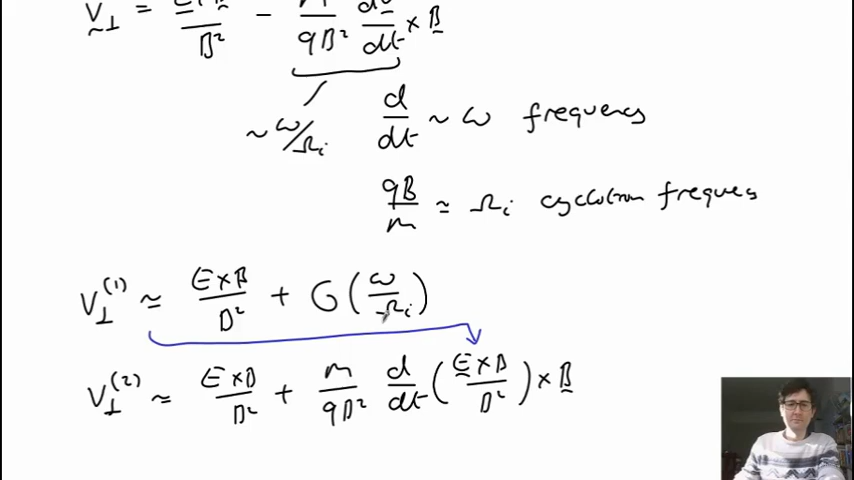 V⊥ = E×B/B² − m/qB² dv/dt × B
~ ω/Ωi d/dt ~ ω frequency
qB/m ≃ Ωi cyclotron frequency
V⊥⁽¹⁾ ≃ E×B/B² + O(ω/Ωi)
V⊥⁽²⁾ ≃ E×B/B² + m/qB² d/dt (E×B/B²) × B